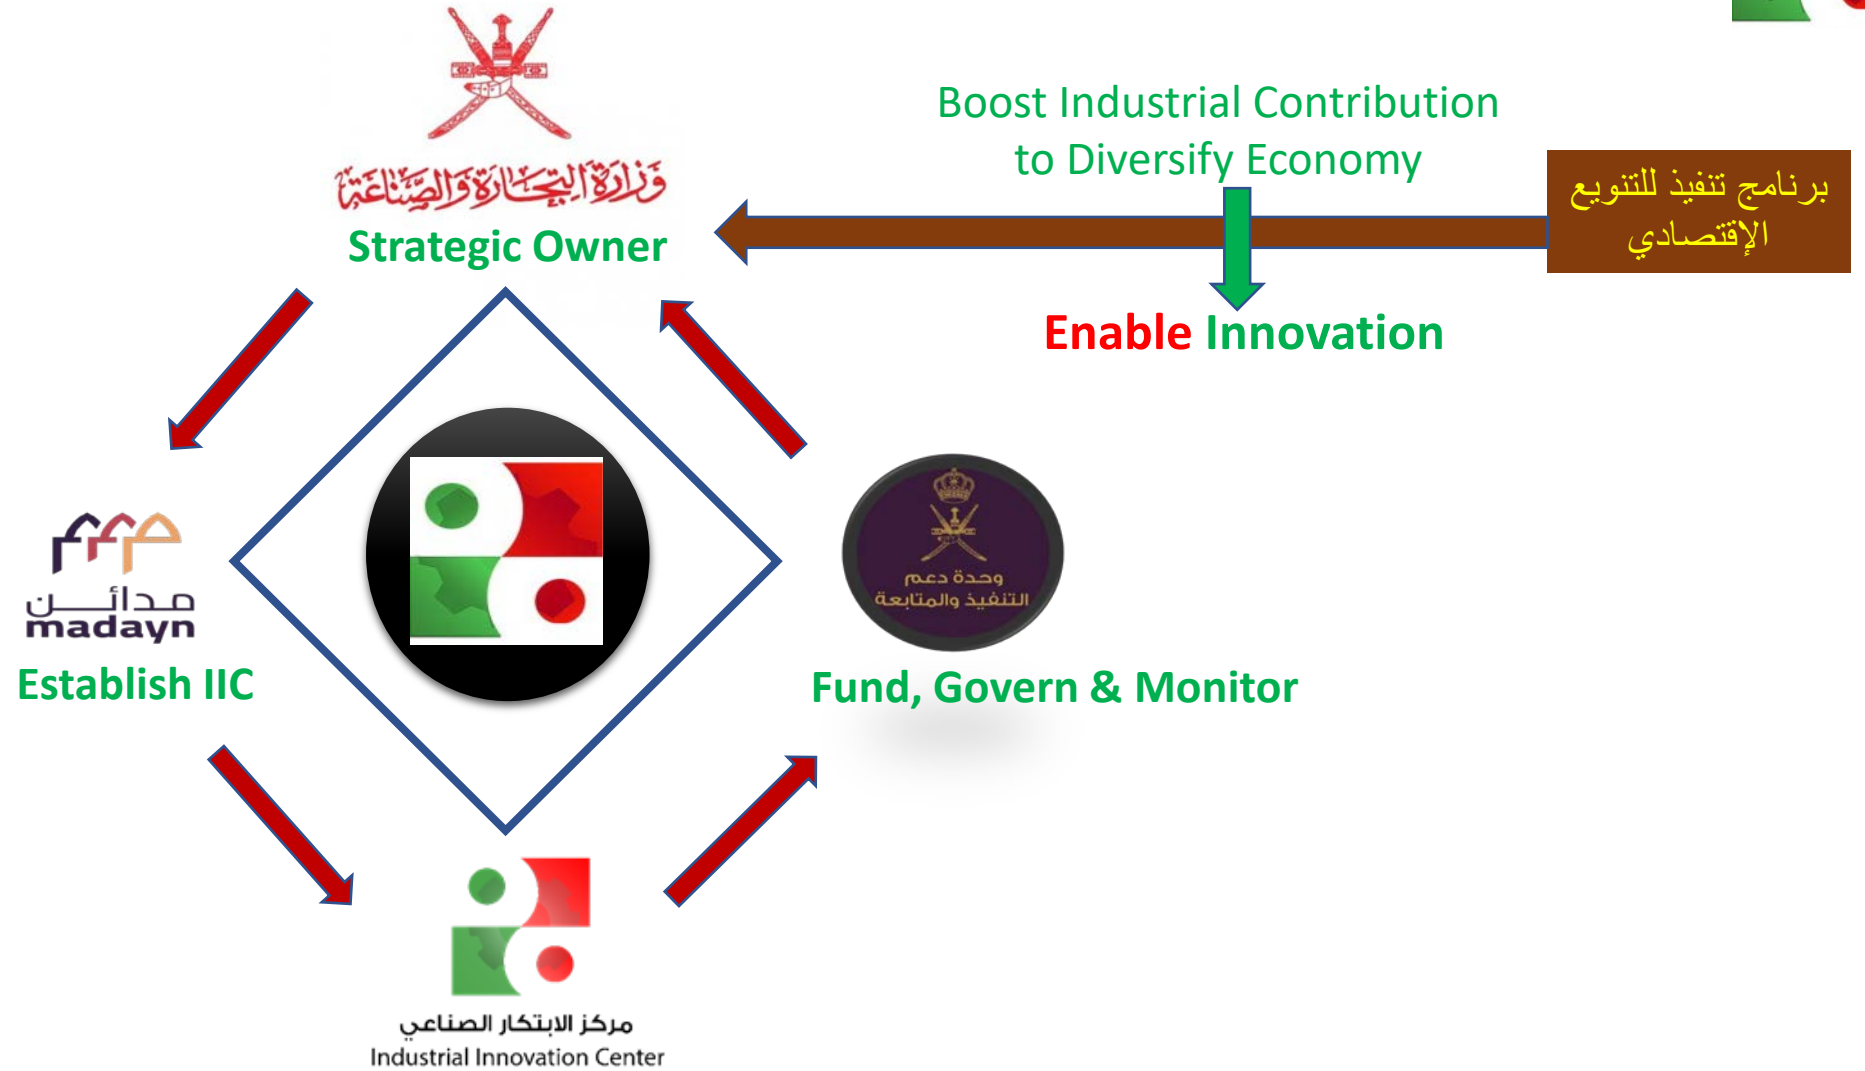 وزارة التجارة والصناعة
Strategic Owner
Boost Industrial Contribution
to Diversify Economy
برنامج تنفيذ للتنويع
الإقتصادي
Enable Innovation
مدائن
madayn
Establish IIC
وحدة دعم
التنفيذ والمتابعة
Fund, Govern & Monitor
مركز الابتكار الصناعي
Industrial Innovation Center